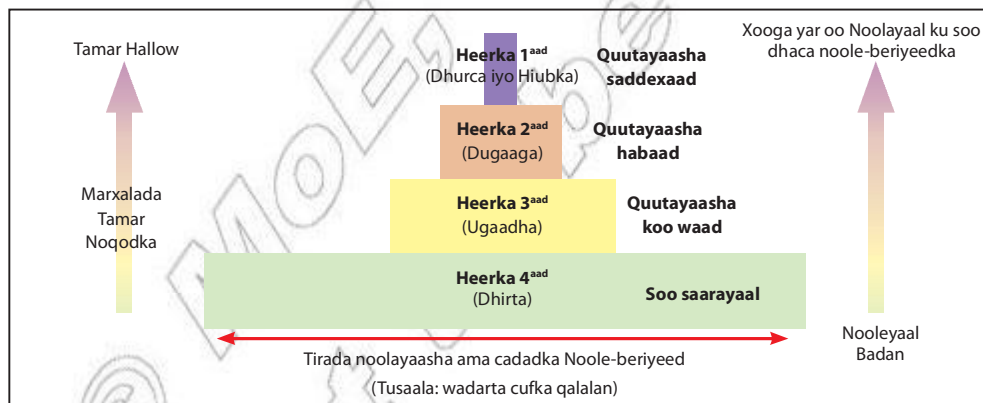 Tamar Hallow
Marxalada
Tamar
Noqodka
Heerka 1aad
(Dhurca iyo Hiubka)
Quutayaasha
saddexaad
Heerka 2aad
(Dugaaga)
Quutayaasha
habaad
Heerka 3aad
(Ugaadha)
Quutayaasha
koo waad
Heerka 4aad
(Dhirta)
Soo saarayaal
Xooga yar oo Noolayaal ku soo
dhaca noole-beriyeedka
Nooleyaal
Badan
Tirada noolayaasha ama cadadka Noole-beriyeed
(Tusaala: wadarta cufka qalalan)
© MoE,